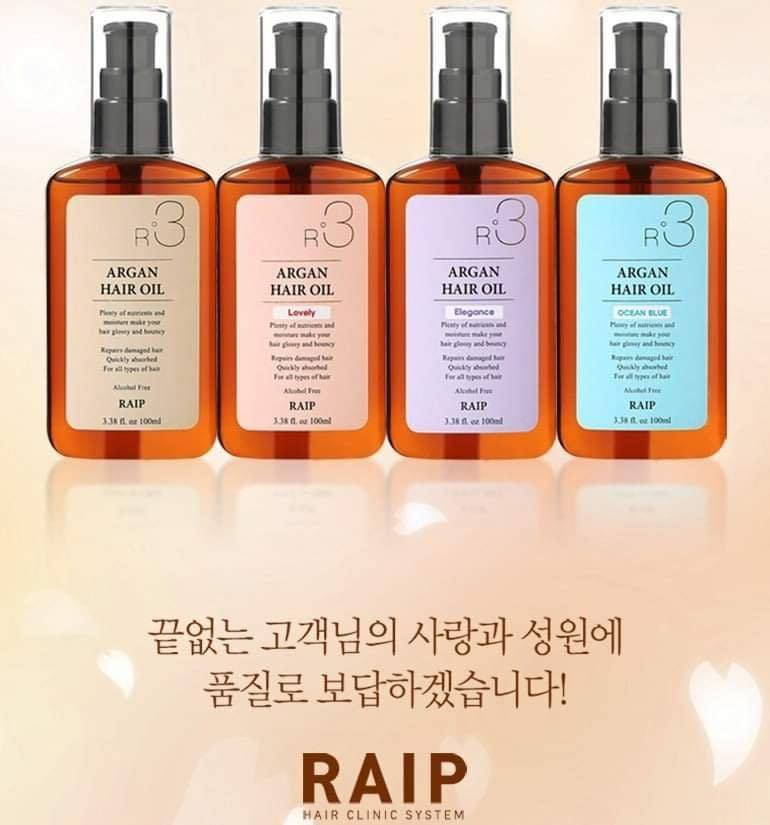 R°3
ARGAN
HAIR OIL
Plenty of nutrients and
moisture make your
hair glossy and bouncy
Repairs damaged hair
Quickly absorbed
For all types of hair
Alcohol Free
RAIP
3.38 fl. oz 100ml
R°3
ARGAN
HAIR OIL
Lovely
Plenty of nutrients and
moisture make your
hair glossy and bouncy
Repairs damaged hair
Quickly absorbed
For all types of hair
Alcohol Free
RAIP
3.38 fl. oz 100ml
R°3
ARGAN
HAIR OIL
Elegance
Plenty of nutrients and
moisture make your
hair glossy and bouncy
Repairs damaged hair
Quickly absorbed
For all types of hair
Alcohol Free
RAIP
3.38 fl. oz 100ml
R°3
ARGAN
HAIR OIL
OCEAN BLUE
Plenty of nutrients and
moisture make your
hair glossy and bouncy
Repairs damaged hair
Quickly absorbed
For all types of hair
Alcohol Free
RAIP
3.38 fl. oz 100ml
끝없는 고객님의 사랑과 성원에
품질로 보답하겠습니다!
RAIP
HAIR CLINIC SYSTEM